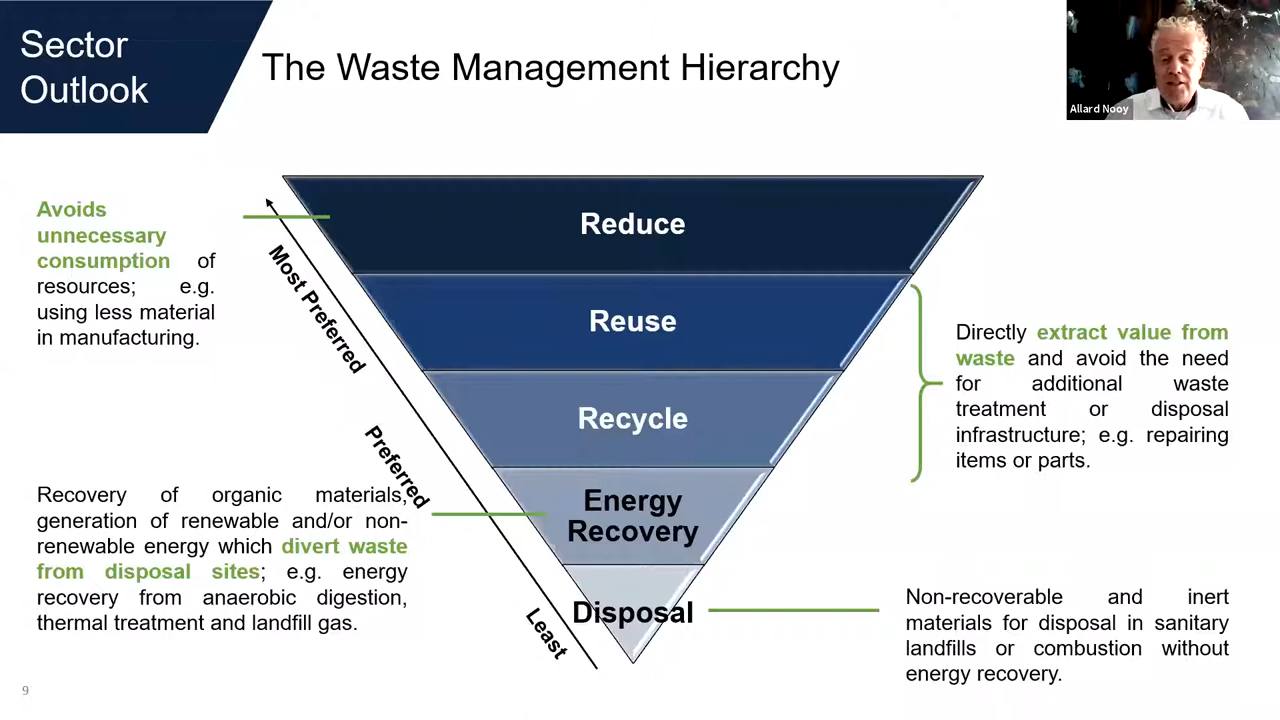 Sector
Outlook
The Waste Management Hierarchy
Allard Nooy
Avoids
unnecessary
consumption of
resources; e.g.
using less material
in manufacturing.
Most Preferred
Preferred
Least
Reduce
Reuse
Recycle
Energy
Recovery
Disposal
Directly extract value from
waste and avoid the need
for additional waste
treatment or disposal
infrastructure; e.g. repairing
items or parts.
Recovery of organic materials,
generation of renewable and/or non-
renewable energy which divert waste
from disposal sites; e.g. energy
recovery from anaerobic digestion,
thermal treatment and landfill gas.
Non-recoverable and inert
materials for disposal in sanitary
landfills or combustion without
energy recovery.
9